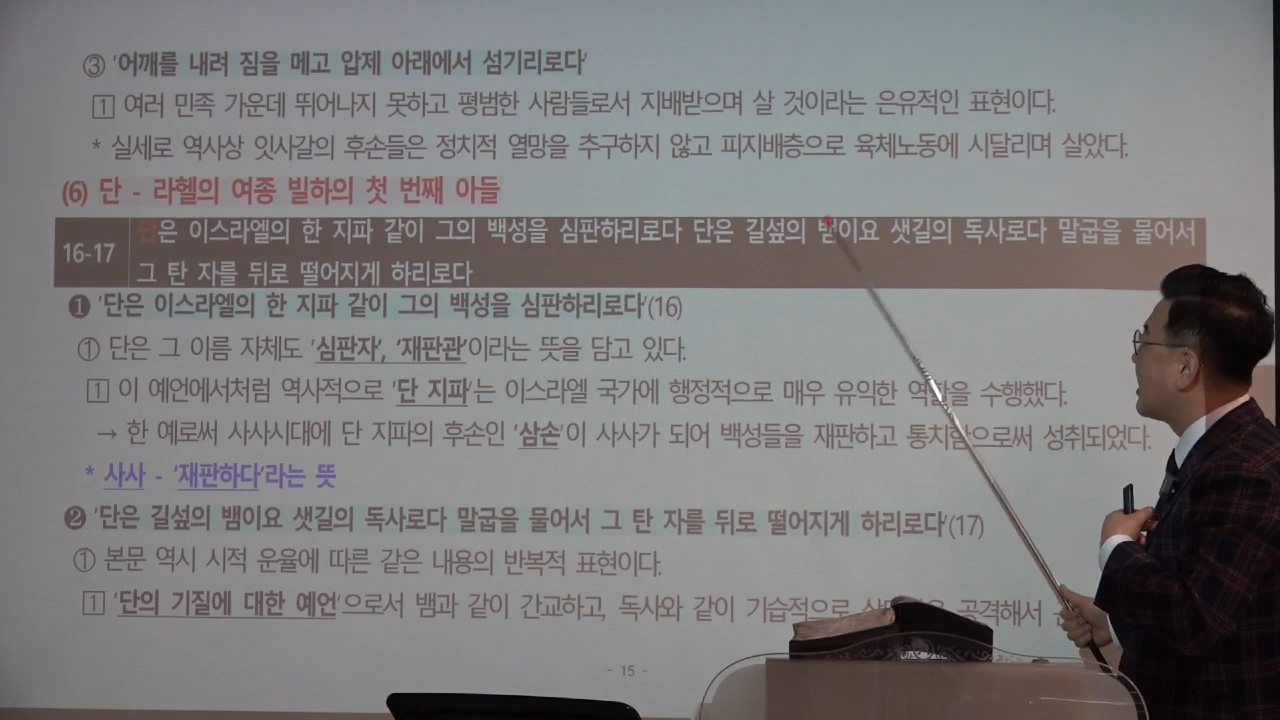 ③ '어깨를 내려 짐을 메고 압제 아래에서 섬기리로다'
1 여러 민족 가운데 뛰어나지 못하고 평범한 사람들로서 지배받으며 살 것이라는 은유적인 표현이다.
* 실세로 역사상 잇사갈의 후손들은 정치적 열망을 추구하지 않고 피지배층으로 육체노동에 시달리며 살았다.
(6) 단 - 라헬의 여종 빌하의 첫 번째 아들
16-17
단은 이스라엘의 한 지파 같이 그의 백성을 심판하리로다 단은 길섶의 뱀이요 샛길의 독사로다 말굽을 물어서
그 탄 자를 뒤로 떨어지게 하리로다
❶ '단은 이스라엘의 한 지파 같이 그의 백성을 심판하리로다'(16)
① 단은 그 이름 자체도 '심판자', '재판관'이라는 뜻을 담고 있다.
1 이 예언에서처럼 역사적으로 '단 지파'는 이스라엘 국가에 행정적으로 매우 유익한 역할을 수행했다.
→ 한 예로써 사사시대에 단 지파의 후손인 '삼손'이 사사가 되어 백성들을 재판하고 통치함으로써 성취되었다.
* 사사 - '재판하다'라는 뜻
❷ '단은 길섶의 뱀이요 샛길의 독사로다 말굽을 물어서 그 탄 자를 뒤로 떨어지게 하리로다'(17)
① 본문 역시 시적 운율에 따른 같은 내용의 반복적 표현이다.
1 '단의 기질에 대한 예언'으로서 뱀과 같이 간교하고, 독사와 같이 기습적으로 공격해서
- 15 -